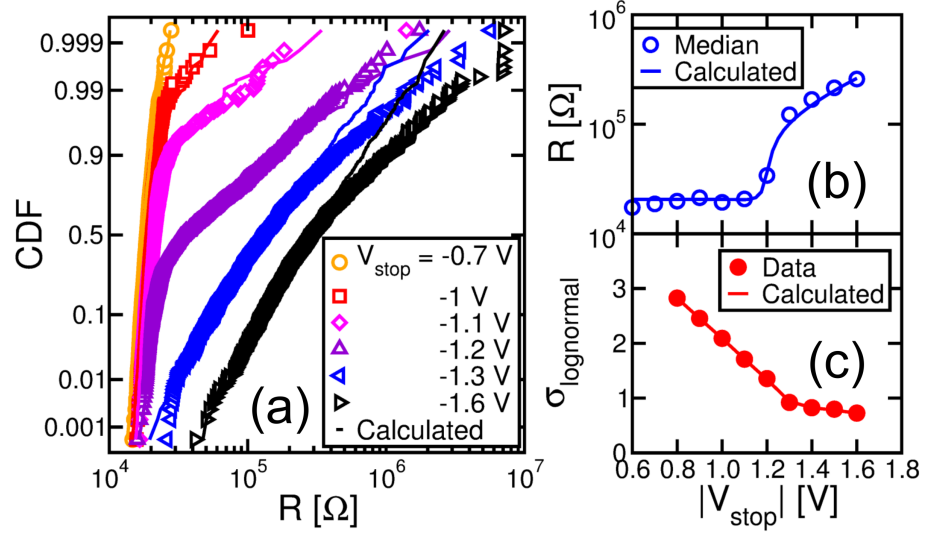 CDF
0.999
0.99
0.9
0.5
0.1
0.01
0.001
V_stop = -0.7 V
-1 V
-1.1 V
-1.2 V
-1.3 V
-1.6 V
Calculated
(a)
10^4 10^5 10^6 10^7
R [Ω]
R [Ω]
10^6
10^5
10^4
Median
Calculated
(b)
σ_lognormal
4
3
2
1
0
Data
Calculated
(c)
0.6 0.8 1.0 1.2 1.4 1.6 1.8
|V_stop| [V]